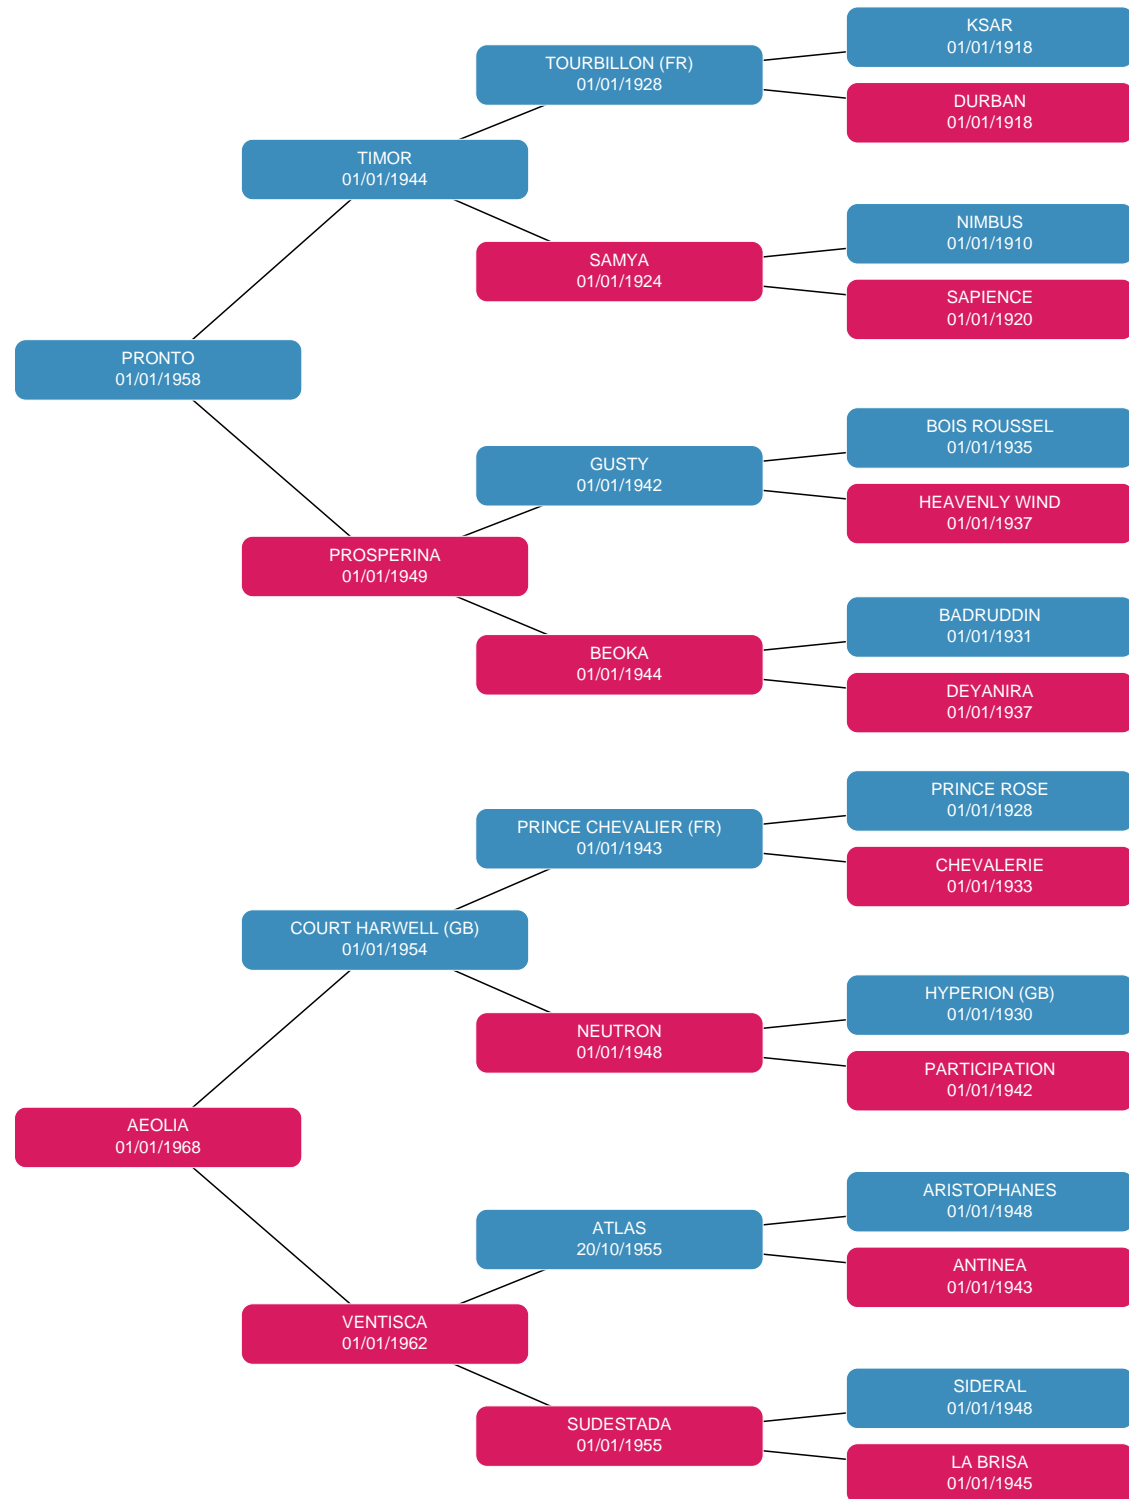 KSAR
01/01/1918
TOURBILLON (FR)
01/01/1928
DURBAN
01/01/1918
TIMOR
01/01/1944
NIMBUS
01/01/1910
SAMYA
01/01/1924
SAPIENCE
01/01/1920
PRONTO
01/01/1958
BOIS ROUSSEL
01/01/1935
GUSTY
01/01/1942
HEAVENLY WIND
01/01/1937
PROSPERINA
01/01/1949
BADRUDDIN
01/01/1931
BEOKA
01/01/1944
DEYANIRA
01/01/1937
PRINCE ROSE
01/01/1928
PRINCE CHEVALIER (FR)
01/01/1943
CHEVALERIE
01/01/1933
COURT HARWELL (GB)
01/01/1954
HYPERION (GB)
01/01/1930
NEUTRON
01/01/1948
PARTICIPATION
01/01/1942
AEOLIA
01/01/1968
ARISTOPHANES
01/01/1948
ATLAS
20/10/1955
ANTINEA
01/01/1943
VENTISCA
01/01/1962
SIDERAL
01/01/1948
SUDESTADA
01/01/1955
LA BRISA
01/01/1945